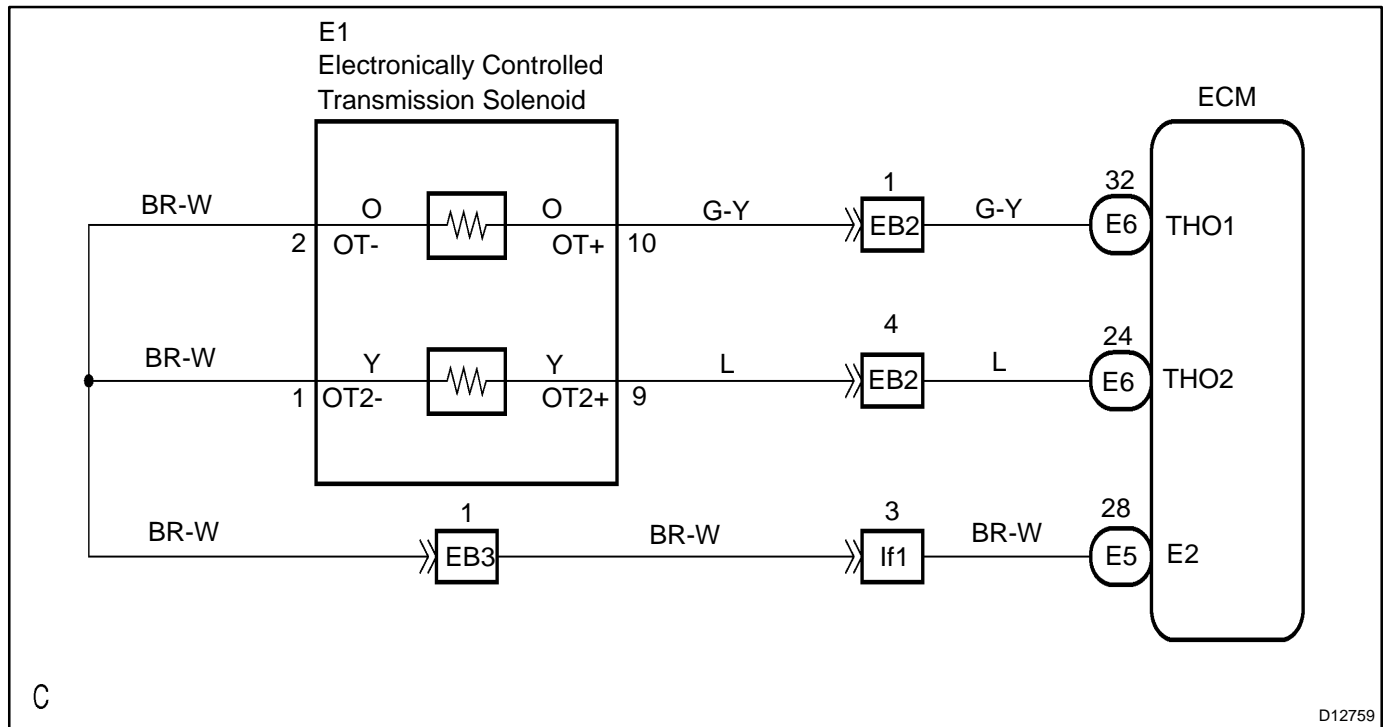 E1
Electronically Controlled
Transmission Solenoid
ECM
BR-W
O
O
G-Y
1
G-Y
32
2
OT-
OT+
10
EB2
E6
THO1
BR-W
Y
Y
L
4
L
24
1
OT2-
OT2+
9
EB2
E6
THO2
BR-W
1
BR-W
3
BR-W
28
EB3
If1
E5
E2
C
D12759